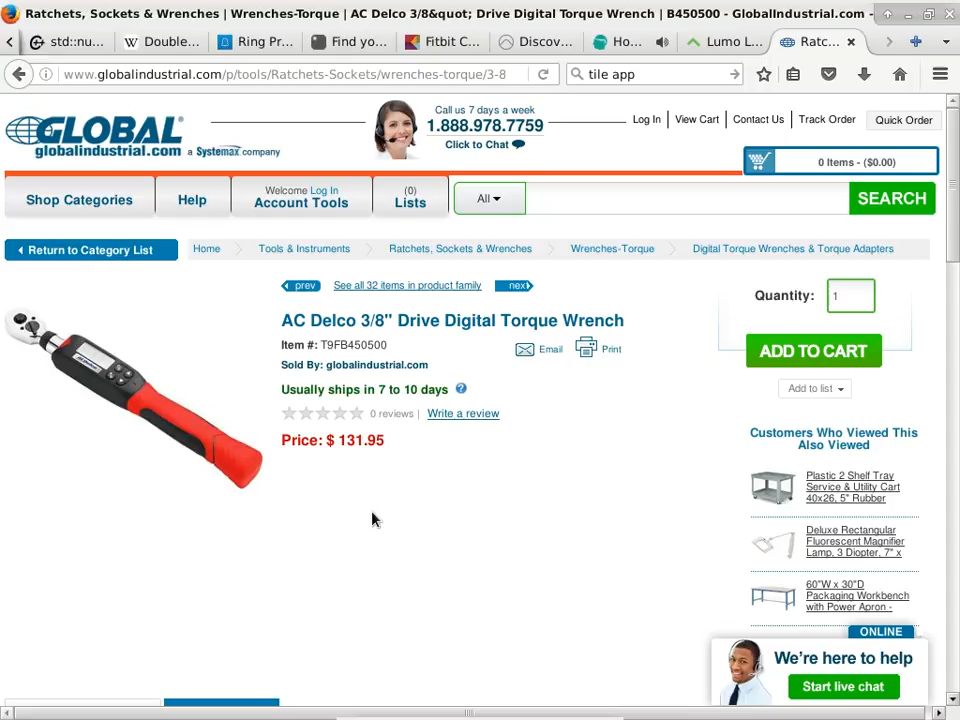 Ratchets, Sockets & Wrenches | Wrenches-Torque | AC Delco 3/8&quot; Drive Digital Torque Wrench | B450500 - GlobalIndustrial.com -
std::nu...
Double...
Ring Pr...
Find yo...
Fitbit C...
Discov...
Ho...
Lumo L...
Ratc...
www.globalindustrial.com/p/tools/Ratchets-Sockets/wrenches-torque/3-8
tile app
GLOBAL
globalindustrial.com a Systemax company
Call us 7 days a week
1.888.978.7759
Click to Chat
Log In
View Cart
Contact Us
Track Order
Quick Order
0 Items - ($0.00)
Shop Categories
Help
Welcome Log In
Account Tools
(0)
Lists
All
SEARCH
Return to Category List
Home
Tools & Instruments
Ratchets, Sockets & Wrenches
Wrenches-Torque
Digital Torque Wrenches & Torque Adapters
prev
See all 32 items in product family
next
AC Delco 3/8" Drive Digital Torque Wrench
Item #: T9FB450500
Email
Print
Sold By: globalindustrial.com
Usually ships in 7 to 10 days
0 reviews |
Write a review
Price: $ 131.95
Quantity:
1
ADD TO CART
Add to list
Customers Who Viewed This
Also Viewed
Plastic 2 Shelf Tray
Service & Utility Cart
40x26, 5" Rubber
Deluxe Rectangular
Fluorescent Magnifier
Lamp, 3 Diopter, 7" x
60"W x 30"D
Packaging Workbench
with Power Apron -
ONLINE
We're here to help
Start live chat